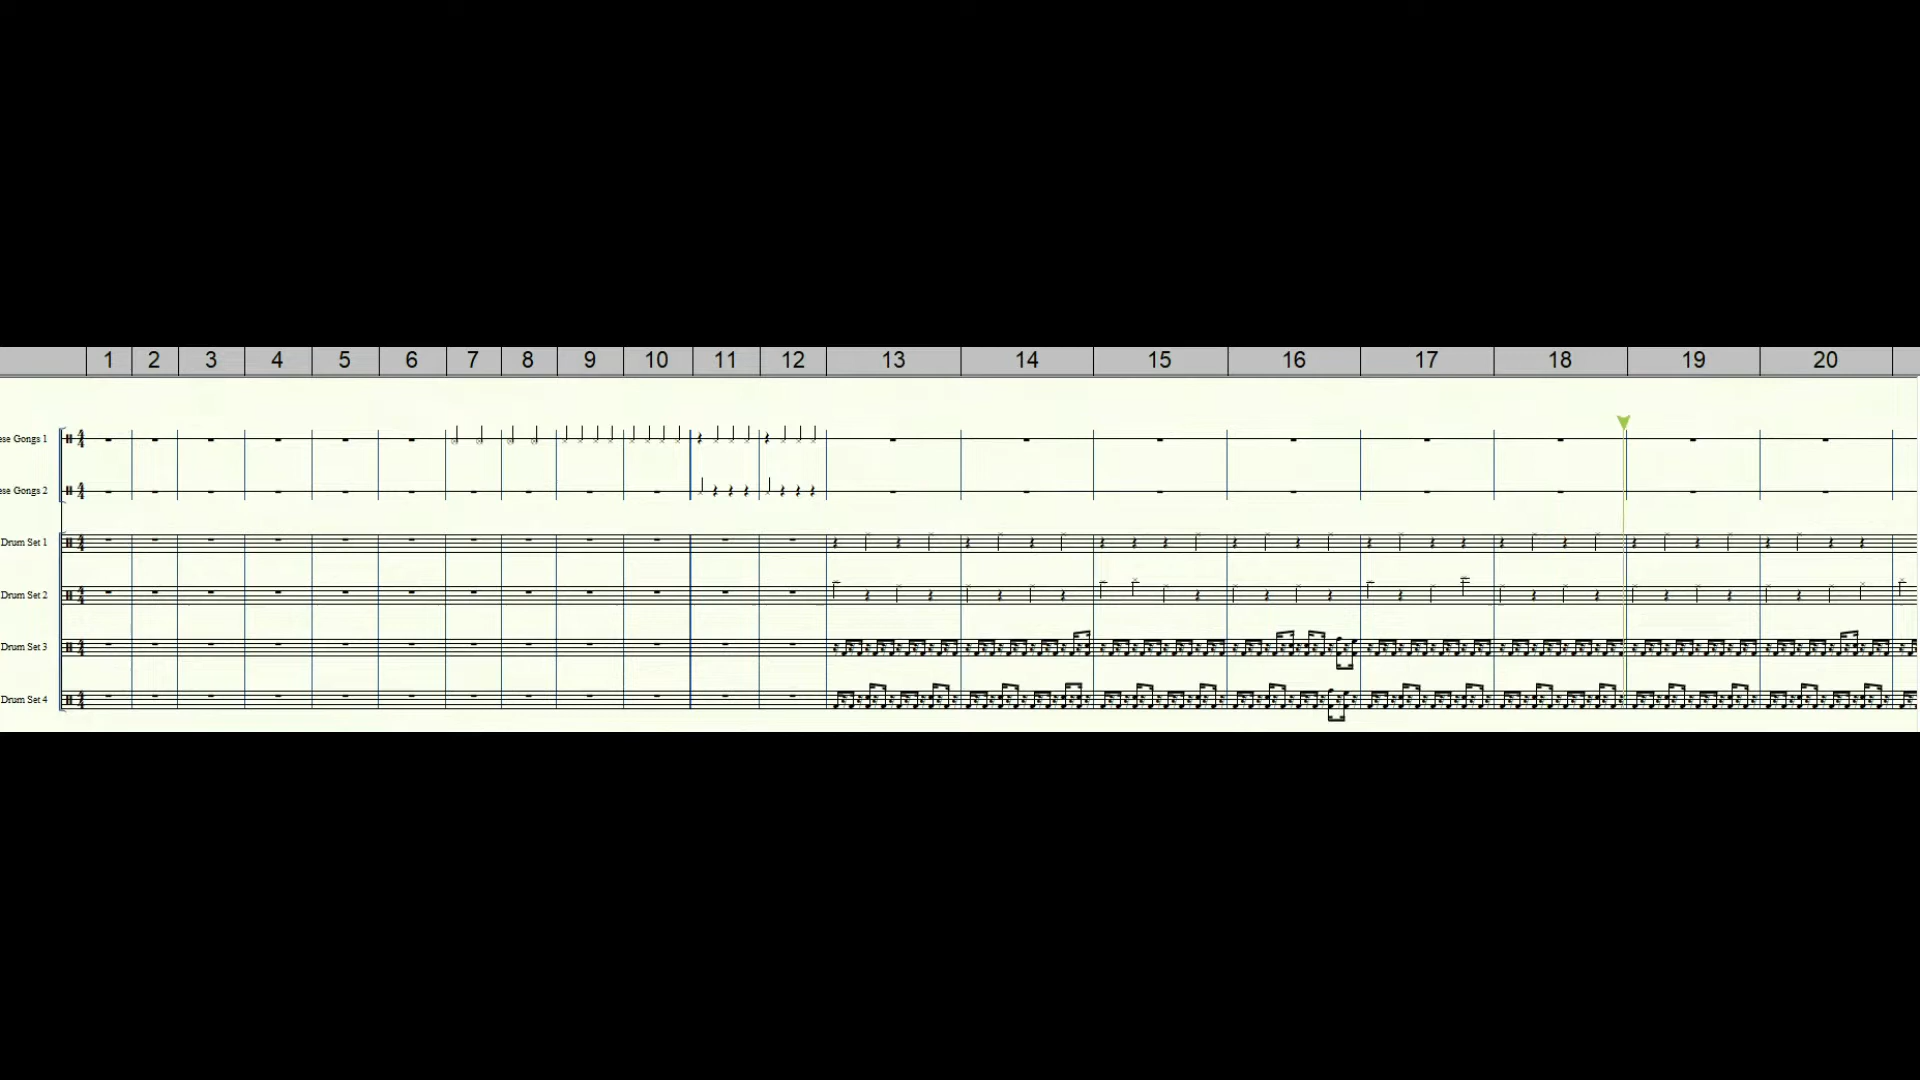 1 2 3 4 5 6 7 8 9 10 11 12 13 14 15 16 17 18 19 20
ese Gongs 1
ese Gongs 2
Drum Set 1
Drum Set 2
Drum Set 3
Drum Set 4